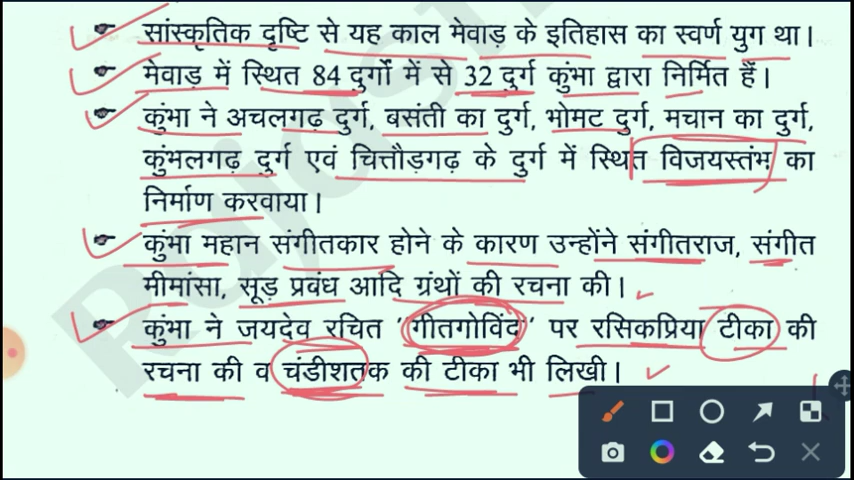 सांस्कृतिक दृष्टि से यह काल मेवाड़ के इतिहास का स्वर्ण युग था।
मेवाड़ में स्थित 84 दुर्गों में से 32 दुर्ग कुंभा द्वारा निर्मित हैं।
कुंभा ने अचलगढ़ दुर्ग, बसंती का दुर्ग, भोमट दुर्ग, मचान का दुर्ग,
कुंभलगढ़ दुर्ग एवं चित्तौड़गढ़ के दुर्ग में स्थित विजयस्तंभ का
निर्माण करवाया।
कुंभा महान संगीतकार होने के कारण उन्होंने संगीतराज, संगीत
मीमांसा, सूड़ प्रवंध आदि ग्रंथों की रचना की।
कुंभा ने जयदेव रचित "गीतगोविंद" पर रसिकप्रिया टीका की
रचना की व चंडीशतक की टीका भी लिखी।